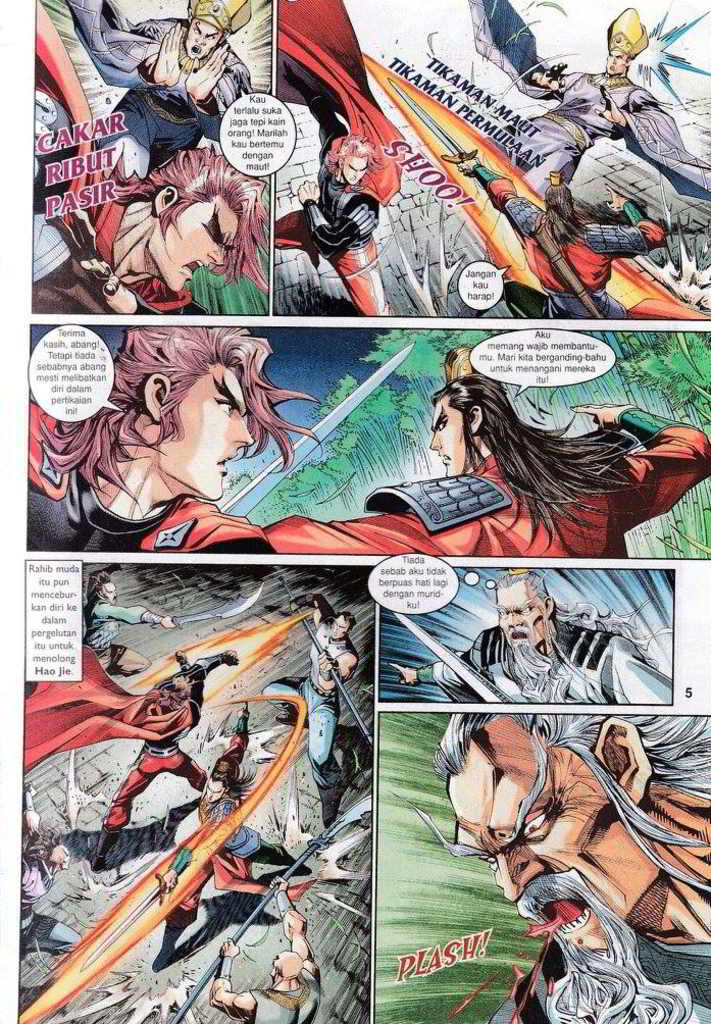 CAKAR
RIBUT
PASIR
Kau
terlalu suka
jaga tepi kain
orang! Marilah
kau bertemu
dengan
maut!
TIKAMAN MAUT
TIKAMAN PERMULAAN
SHOO!
Jangan
kau
harap!
Terima
kasih, abang!
Tetapi tiada
sebabnya abang
mesti melibatkan
diri dalam
pertikaian
ini!
Aku
memang wajib membantu-
mu. Mari kita berganding-bahu
untuk menangani mereka
itu!
Rahib muda
itu pun
mencebur-
kan diri ke
dalam
pergelutan
itu untuk
menolong
Hao Jie.
Tiada
sebab aku tidak
berpuas hati
dengan murid-
ku!
5
PLASH!